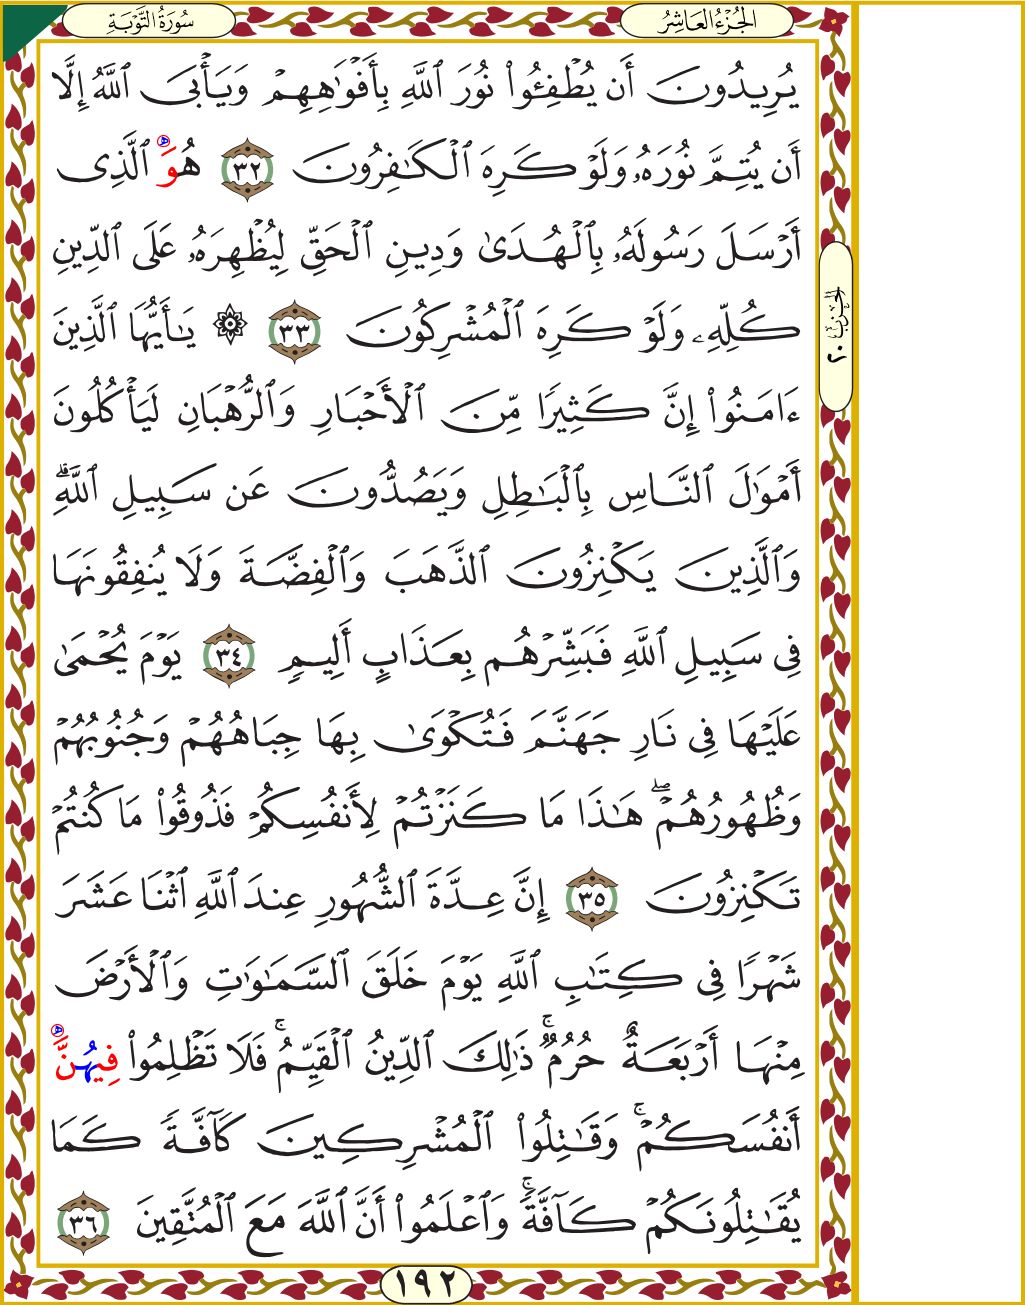 الجُزْءُ العَاشِرُ
سُورَةُ التَّوْبَةِ
يُرِيدُونَ أَن يُطْفِـُٔوا۟ نُورَ ٱللَّهِ بِأَفْوَٰهِهِمْ وَيَأْبَى ٱللَّهُ إِلَّآ
أَن يُتِمَّ نُورَهُۥ وَلَوْ كَرِهَ ٱلْكَـٰفِرُونَ ٣٢ هُوَ ٱلَّذِىٓ
أَرْسَلَ رَسُولَهُۥ بِٱلْهُدَىٰ وَدِينِ ٱلْحَقِّ لِيُظْهِرَهُۥ عَلَى ٱلدِّينِ
كُلِّهِۦ وَلَوْ كَرِهَ ٱلْمُشْرِكُونَ ٣٣ ۞ يَـٰٓأَيُّهَا ٱلَّذِينَ
ءَامَنُوٓا۟ إِنَّ كَثِيرًا مِّنَ ٱلْأَحْبَارِ وَٱلرُّهْبَانِ لَيَأْكُلُونَ
أَمْوَٰلَ ٱلنَّاسِ بِٱلْبَـٰطِلِ وَيَصُدُّونَ عَن سَبِيلِ ٱللَّهِ ۗ
وَٱلَّذِينَ يَكْنِزُونَ ٱلذَّهَبَ وَٱلْفِضَّةَ وَلَا يُنفِقُونَهَا
فِى سَبِيلِ ٱللَّهِ فَبَشِّرْهُم بِعَذَابٍ أَلِيمٍ ٣٤ يَوْمَ يُحْمَىٰ
عَلَيْهَا فِى نَارِ جَهَنَّمَ فَتُكْوَىٰ بِهَا جِبَاهُهُمْ وَجُنُوبُهُمْ
وَظُهُورُهُمْ ۖ هَـٰذَا مَا كَنَزْتُمْ لِأَنفُسِكُمْ فَذُوقُوا۟ مَا كُنتُمْ
تَكْنِزُونَ ٣٥ إِنَّ عِدَّةَ ٱلشُّهُورِ عِندَ ٱللَّهِ ٱثْنَا عَشَرَ
شَهْرًا فِى كِتَـٰبِ ٱللَّهِ يَوْمَ خَلَقَ ٱلسَّمَـٰوَٰتِ وَٱلْأَرْضَ
مِنْهَآ أَرْبَعَةٌ حُرُمٌ ۚ ذَٰلِكَ ٱلدِّينُ ٱلْقَيِّمُ ۚ فَلَا تَظْلِمُوا۟ فِيهِنَّ
أَنفُسَكُمْ ۚ وَقَـٰتِلُوا۟ ٱلْمُشْرِكِينَ كَآفَّةً كَمَا
يُقَـٰتِلُونَكُمْ كَآفَّةً ۚ وَٱعْلَمُوٓا۟ أَنَّ ٱللَّهَ مَعَ ٱلْمُتَّقِينَ ٣٦
الحزب ٢٠
١٩٢